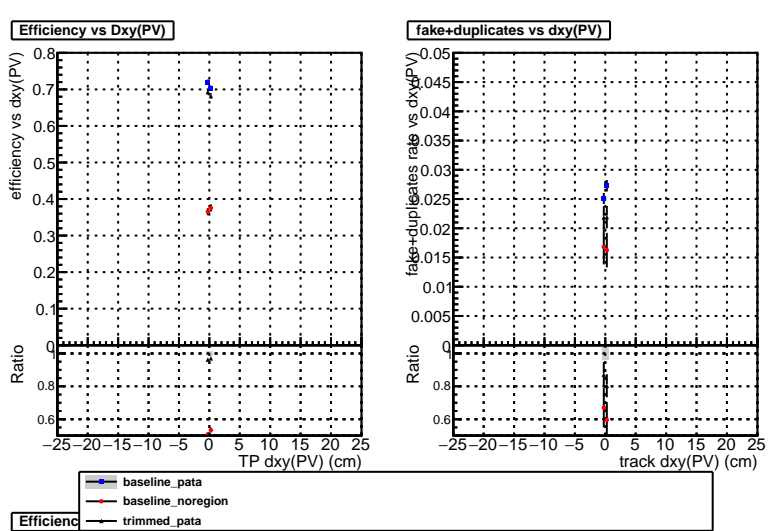 Efficiency vs Dxy(PV)
efficiency vs dxy(PV)
0.8
0.7
0.6
0.5
0.4
0.3
0.2
0.1
0
Ratio
1
0.8
0.6
−25 −20 −15 −10 −5 0 5 10 15 20 25
TP dxy(PV) (cm)
fake+duplicates vs dxy(PV)
fake+duplicates rate vs dxy(PV)
0.05
0.045
0.04
0.035
0.03
0.025
0.02
0.015
0.01
0.005
0
Ratio
1
0.8
0.6
−25 −20 −15 −10 −5 0 5 10 15 20 25
track dxy(PV) (cm)
baseline_pata
baseline_noregion
trimmed_pata
Efficienc